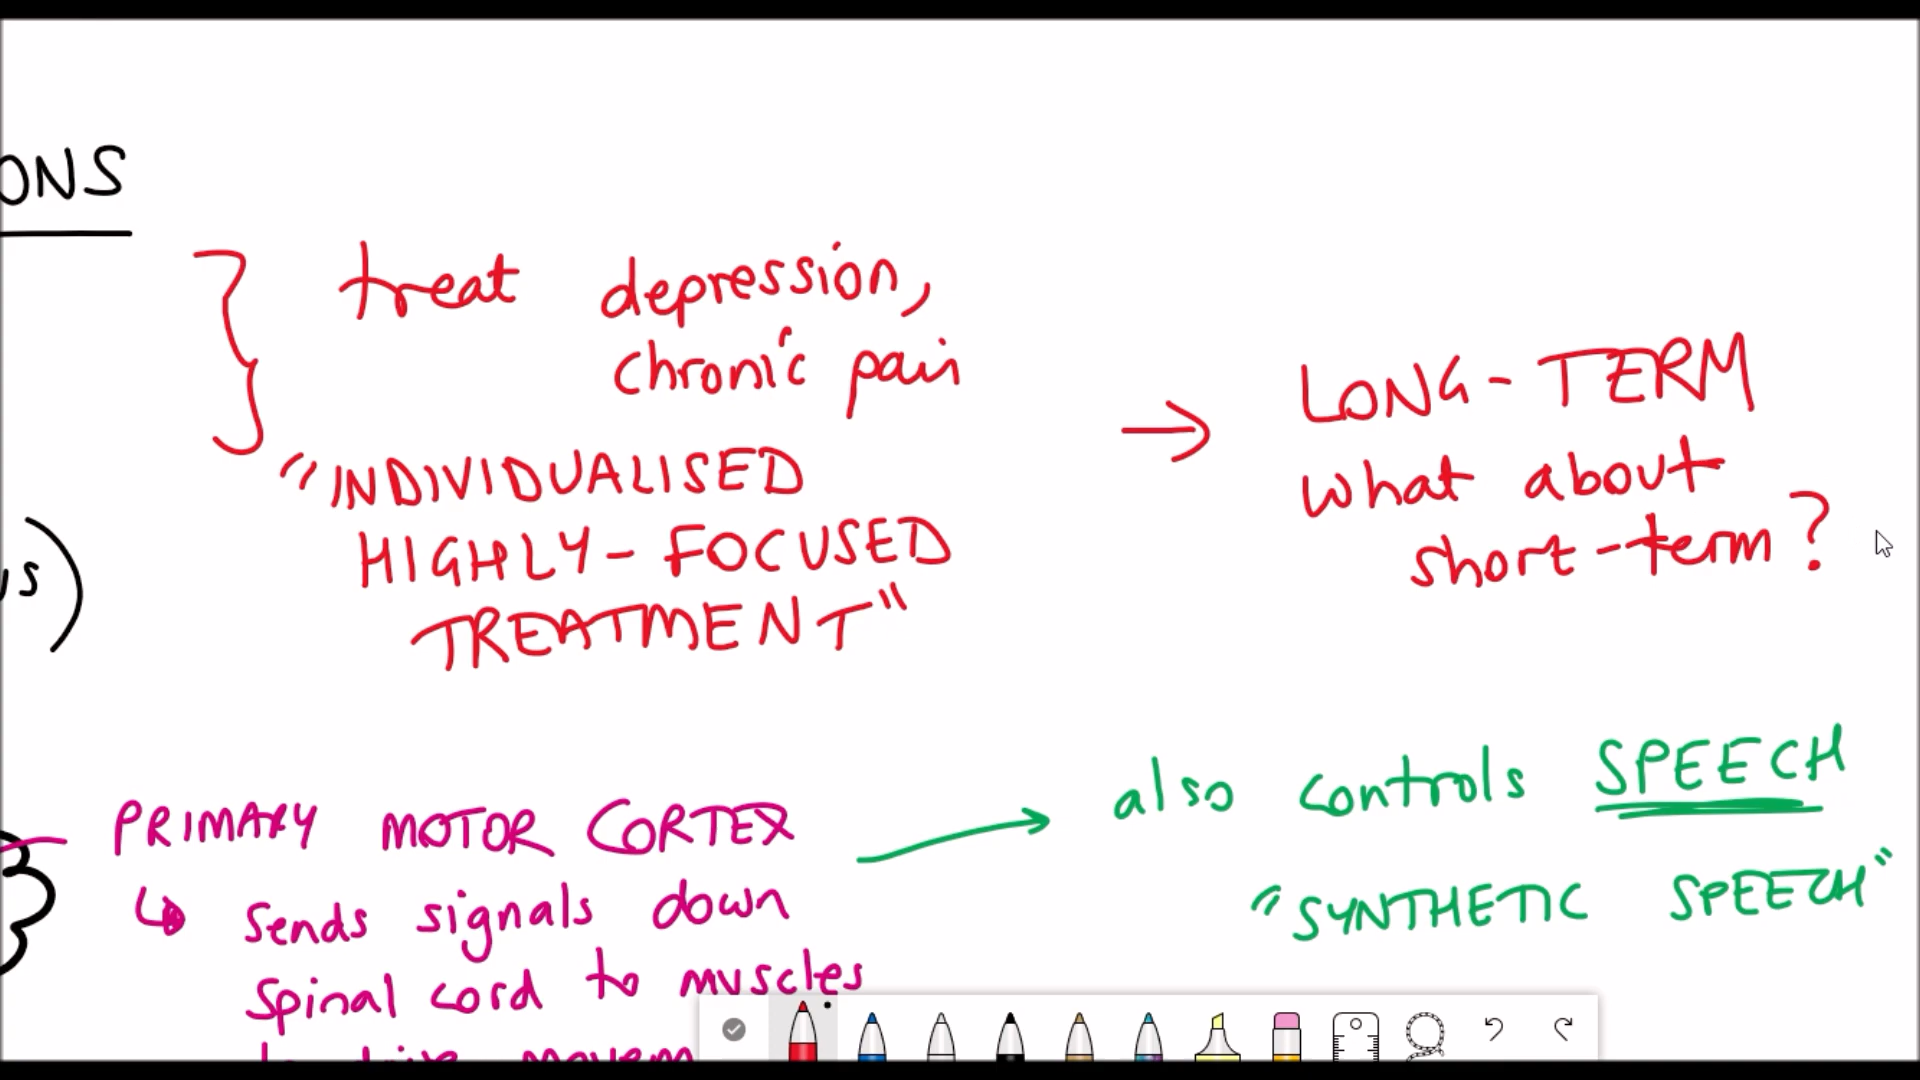 ONS
treat depression,
chronic pain
"INDIVIDUALISED
HIGHLY-FOCUSED
TREATMENT"
→ LONG-TERM
what about
short-term?
s)
PRIMARY MOTOR CORTEX
↳ sends signals down
spinal cord to muscles
also controls SPEECH
"SYNTHETIC SPEECH"